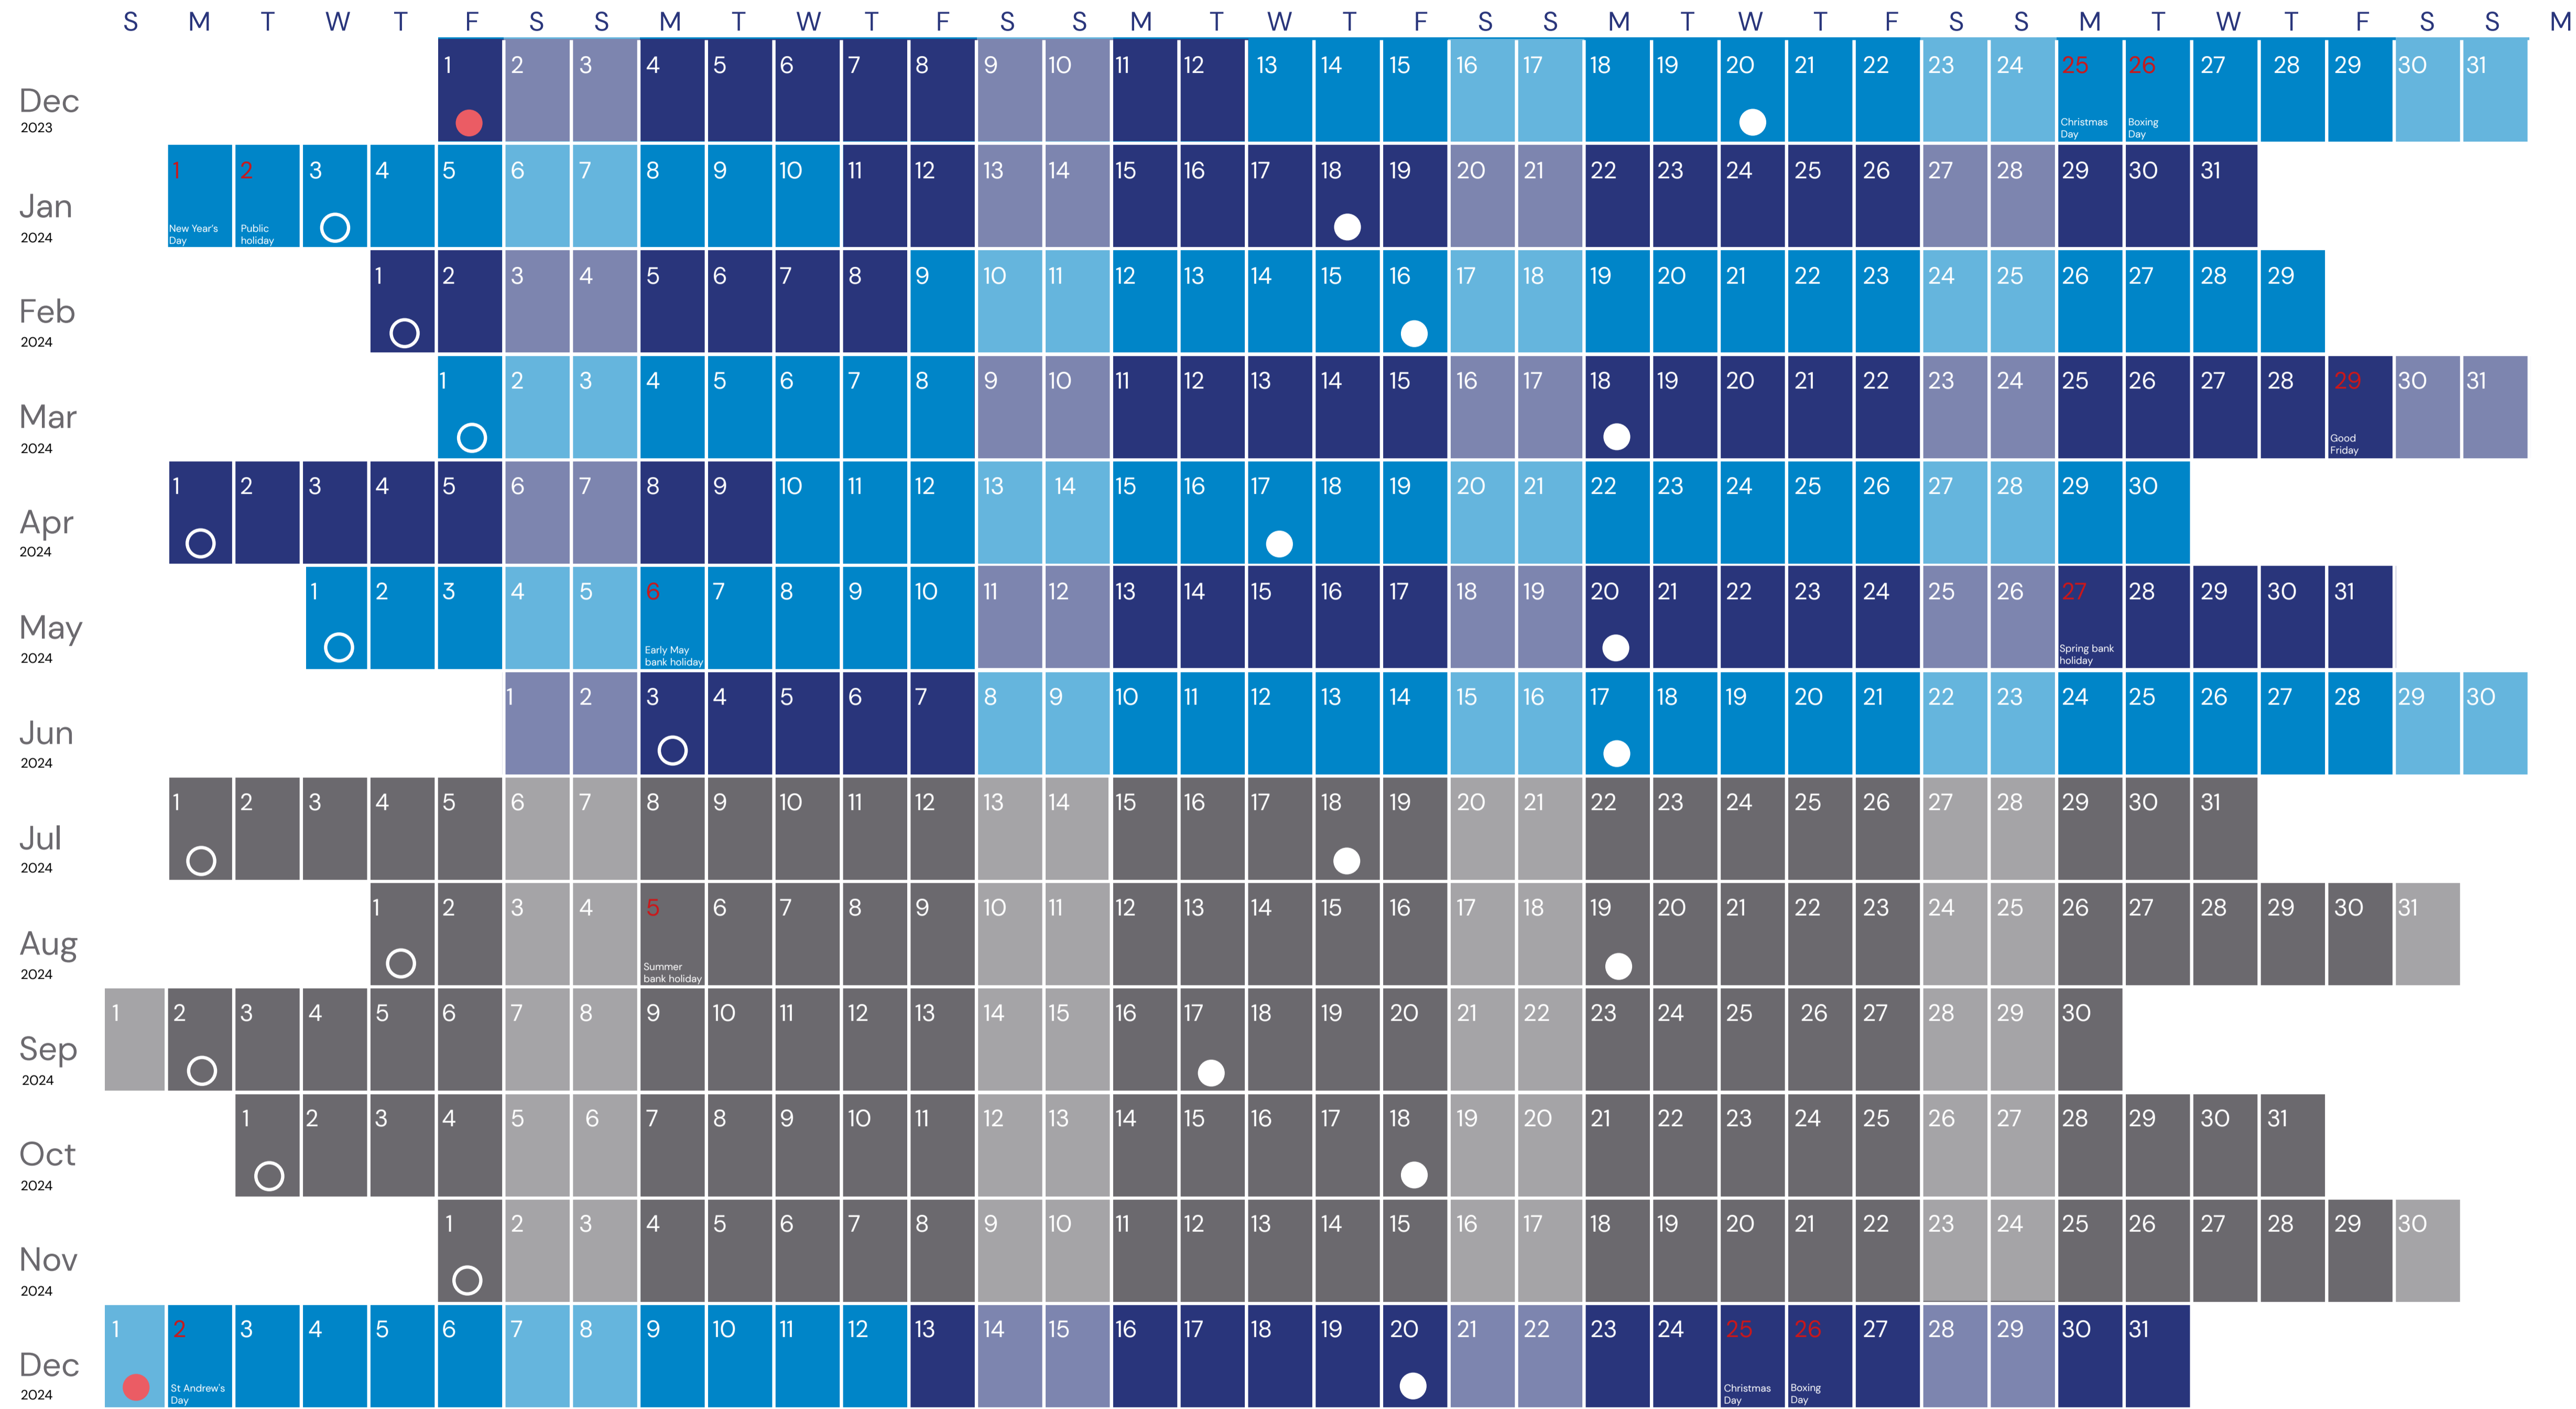 S M T W T F S S M T W T F S S M T W T F S S M T W T F S S M T W T F S S M
1 2 3 4 5 6 7 8 9 10 11 12 13 14 15 16 17 18 19 20 21 22 23 24 25 26 27 28 29 30 31
Dec
2023
Christmas Day
Boxing Day
1 2 3 4 5 6 7 8 9 10 11 12 13 14 15 16 17 18 19 20 21 22 23 24 25 26 27 28 29 30 31
Jan
2024
New Year's Day
Public holiday
1 2 3 4 5 6 7 8 9 10 11 12 13 14 15 16 17 18 19 20 21 22 23 24 25 26 27 28 29
Feb
2024
1 2 3 4 5 6 7 8 9 10 11 12 13 14 15 16 17 18 19 20 21 22 23 24 25 26 27 28 29 30 31
Mar
2024
Good Friday
1 2 3 4 5 6 7 8 9 10 11 12 13 14 15 16 17 18 19 20 21 22 23 24 25 26 27 28 29 30
Apr
2024
1 2 3 4 5 6 7 8 9 10 11 12 13 14 15 16 17 18 19 20 21 22 23 24 25 26 27 28 29 30 31
May
2024
Early May bank holiday
Spring bank holiday
1 2 3 4 5 6 7 8 9 10 11 12 13 14 15 16 17 18 19 20 21 22 23 24 25 26 27 28 29 30
Jun
2024
1 2 3 4 5 6 7 8 9 10 11 12 13 14 15 16 17 18 19 20 21 22 23 24 25 26 27 28 29 30 31
Jul
2024
1 2 3 4 5 6 7 8 9 10 11 12 13 14 15 16 17 18 19 20 21 22 23 24 25 26 27 28 29 30 31
Aug
2024
Summer bank holiday
1 2 3 4 5 6 7 8 9 10 11 12 13 14 15 16 17 18 19 20 21 22 23 24 25 26 27 28 29 30
Sep
2024
1 2 3 4 5 6 7 8 9 10 11 12 13 14 15 16 17 18 19 20 21 22 23 24 25 26 27 28 29 30 31
Oct
2024
1 2 3 4 5 6 7 8 9 10 11 12 13 14 15 16 17 18 19 20 21 22 23 24 25 26 27 28 29 30
Nov
2024
1 2 3 4 5 6 7 8 9 10 11 12 13 14 15 16 17 18 19 20 21 22 23 24 25 26 27 28 29 30 31
Dec
2024
St Andrew's Day
Christmas Day
Boxing Day